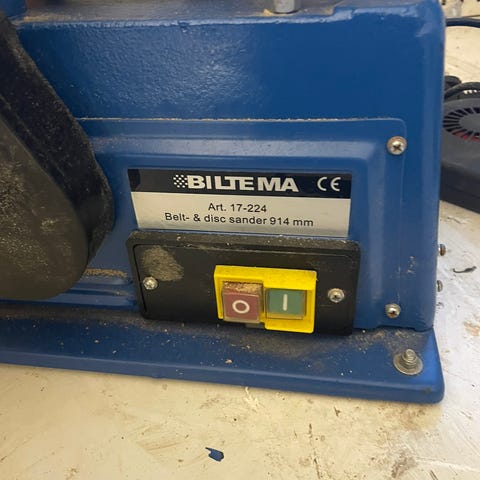 BILTEMA CE
Art. 17-224
Belt- & disc sander 914 mm
O I